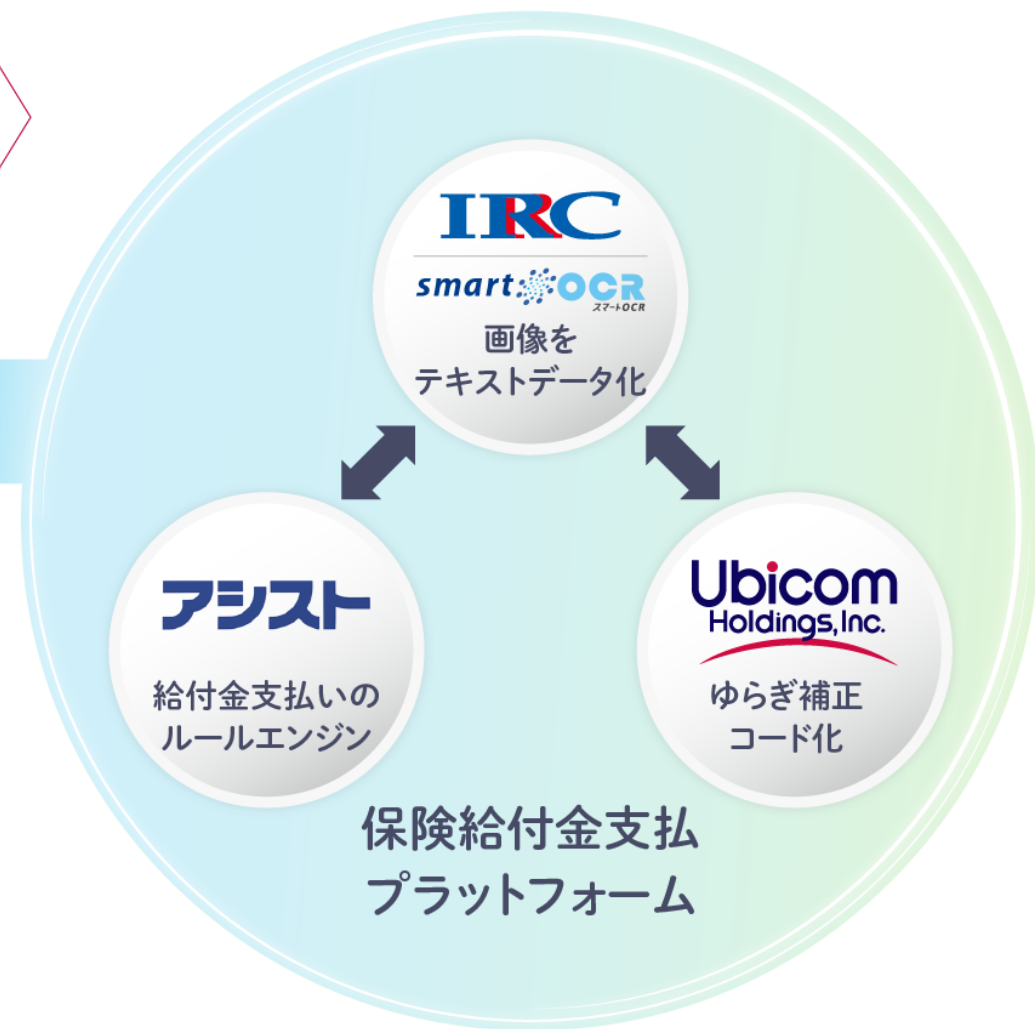 IRRC
smart OCR
スマートOCR
画像を
テキストデータ化
アシスト
給付金支払いの
ルールエンジン
Ubicom
Holdings,Inc.
ゆらぎ補正
コード化
保険給付金支払
プラットフォーム